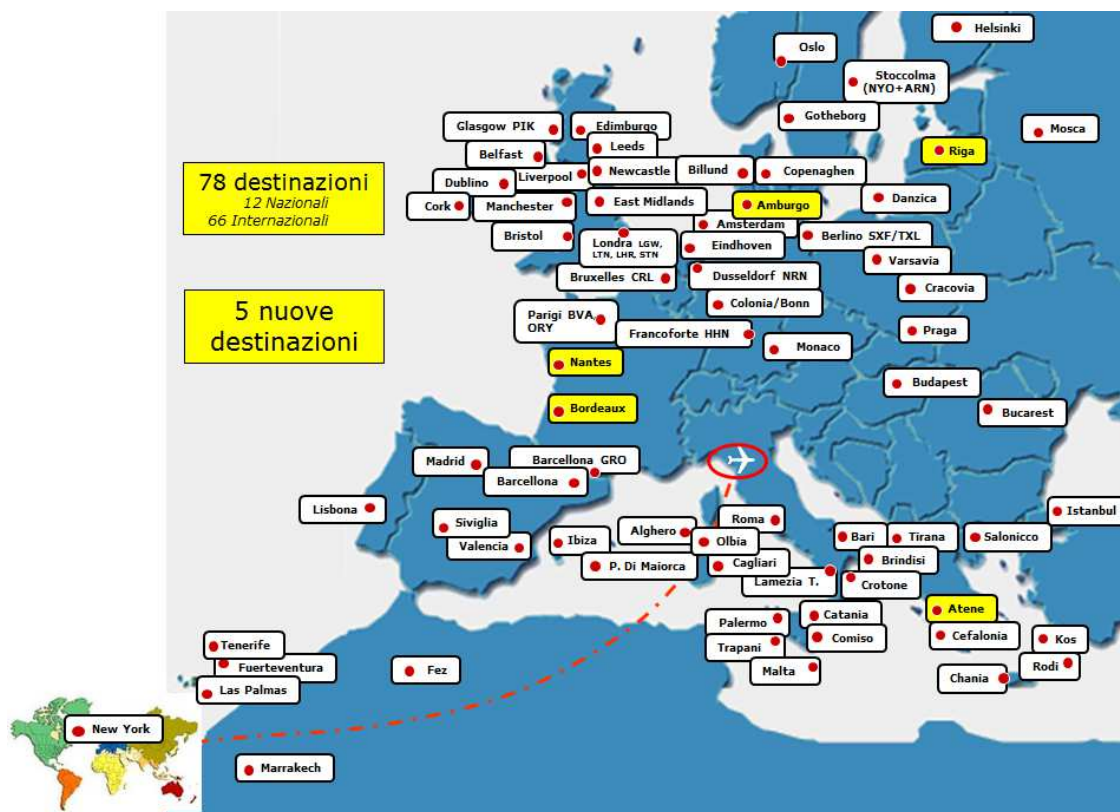 Helsinki
Oslo
Stoccolma
(NYO+ARN)
Gotheborg
Glasgow PIK
Edimburgo
Mosca
Belfast
Leeds
Riga
78 destinazioni
12 Nazionali
66 Internazionali
Dublino
Liverpool
Newcastle
Billund
Copenaghen
Cork
Manchester
East Midlands
Amburgo
Danzica
Amsterdam
Bristol
Londra LGW,
LTN, LHR, STN
Eindhoven
Berlino SXF/TXL
Varsavia
Bruxelles CRL
Dusseldorf NRN
Cracovia
5 nuove
destinazioni
Parigi BVA,
ORY
Colonia/Bonn
Francoforte HHN
Monaco
Praga
Nantes
Budapest
Bordeaux
Bucarest
Madrid
Barcellona GRO
Barcellona
Lisbona
Siviglia
Valencia
Ibiza
Alghero
Roma
Olbia
Bari
Tirana
Salonicco
Istanbul
P. Di Maiorca
Cagliari
Brindisi
Lamezia T.
Crotone
Palermo
Catania
Atene
Trapani
Comiso
Cefalonia
Kos
Malta
Chania
Rodi
Tenerife
Fuerteventura
Las Palmas
Fez
New York
Marrakech